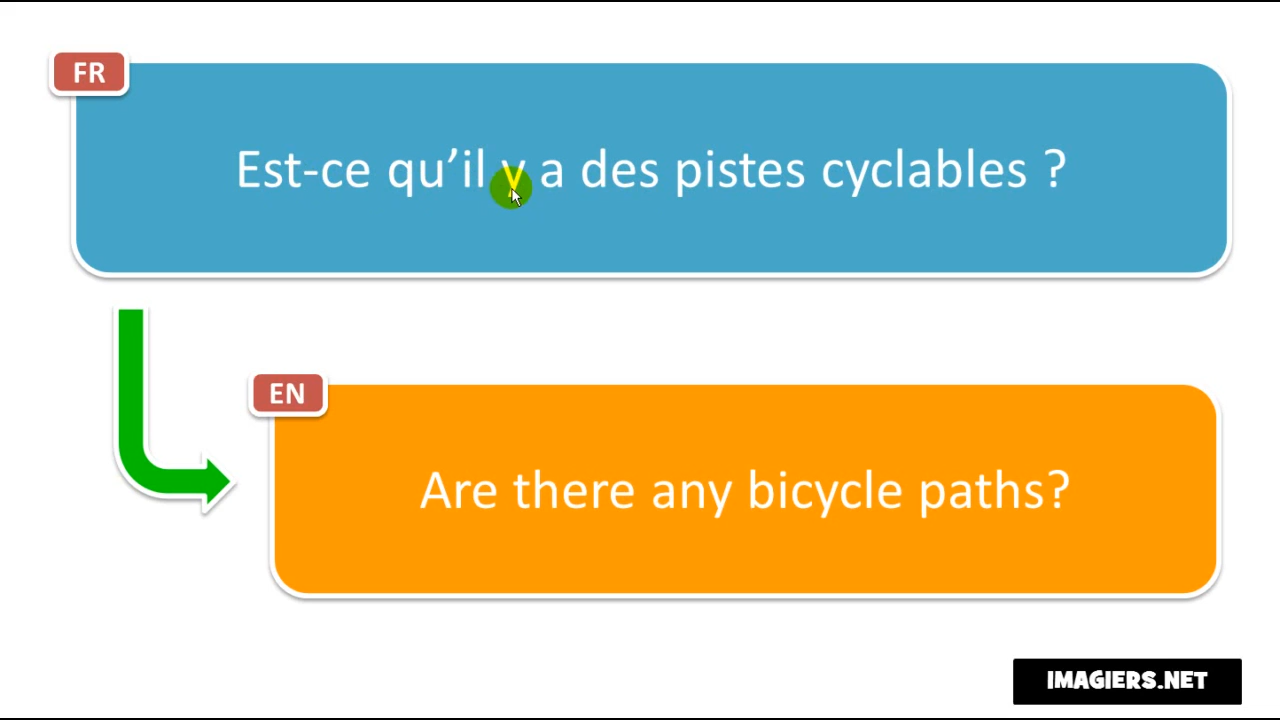 FR
Est-ce qu’il y a des pistes cyclables ?
EN
Are there any bicycle paths?
IMAGIERS.NET